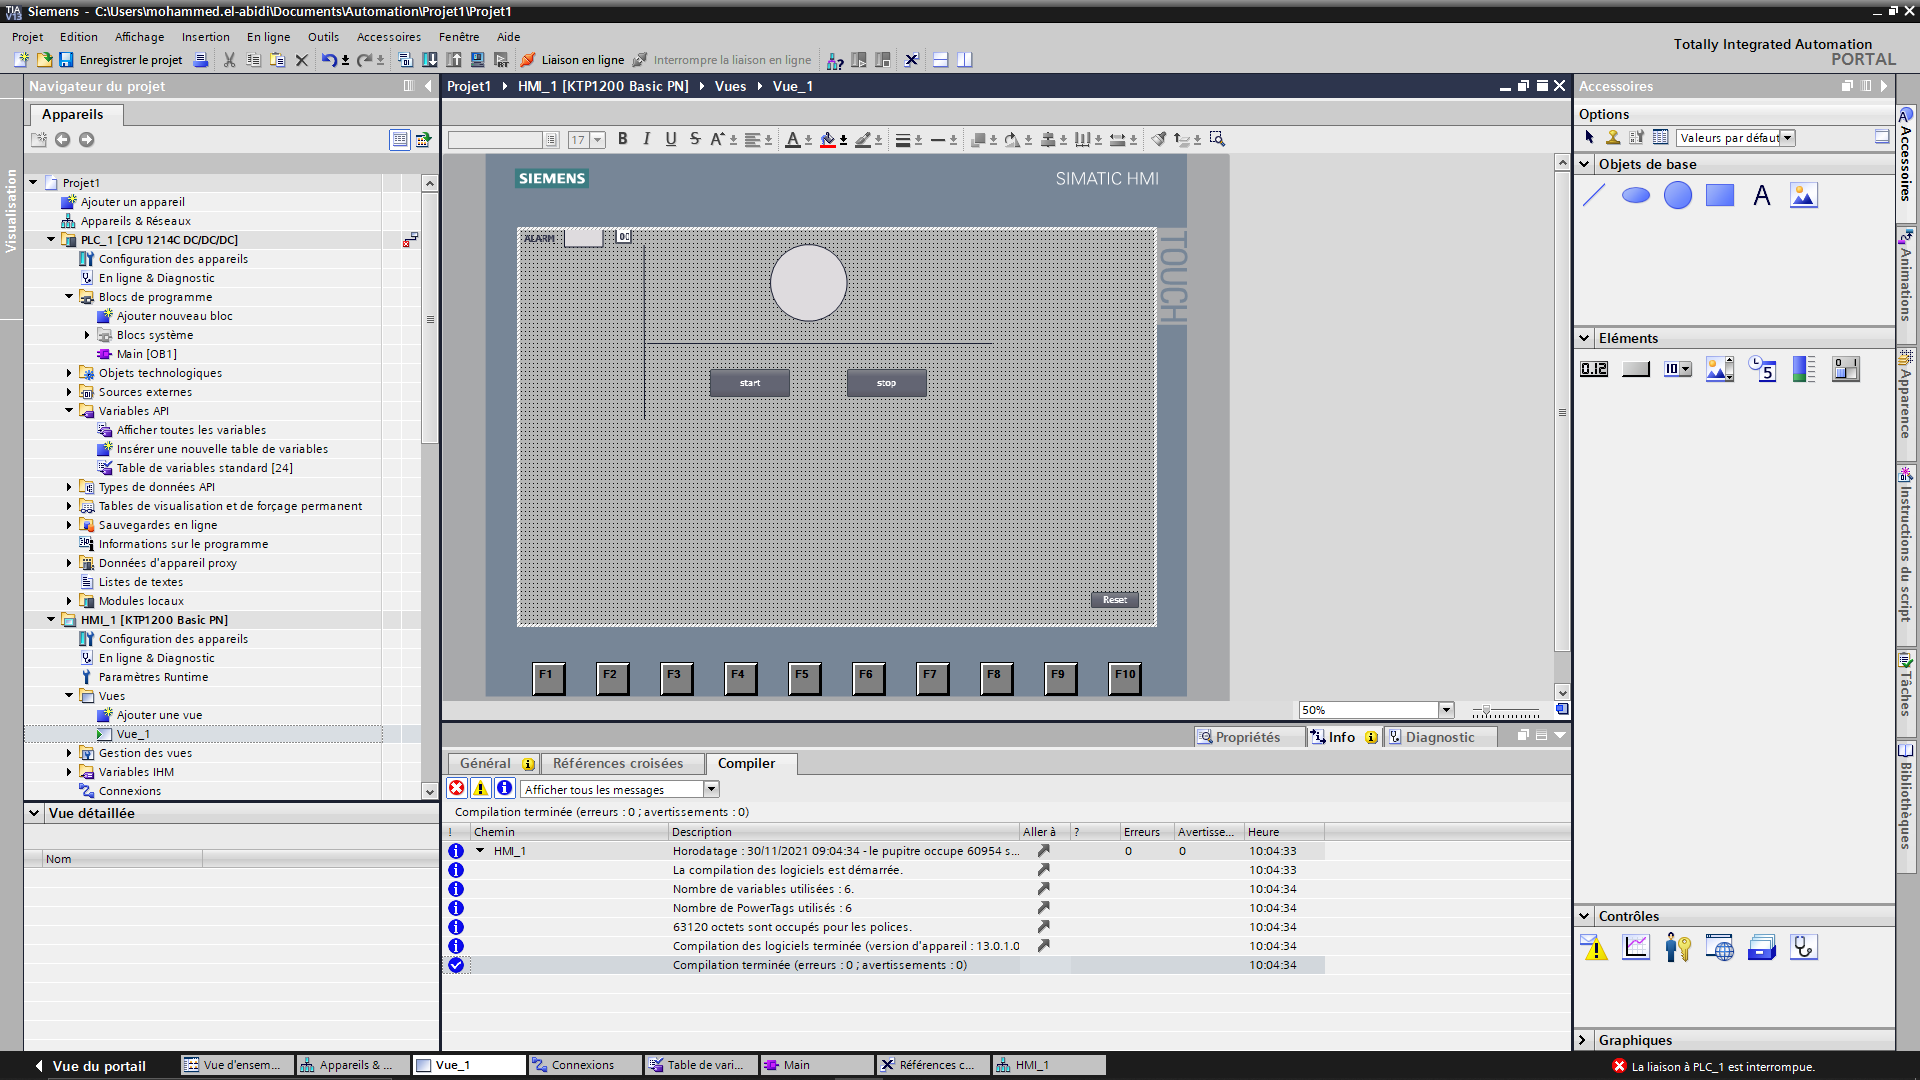 Siemens - C:\Users\mohammed.el-abidi\Documents\Automation\Projet1\Projet1
Projet Edition Affichage Insertion En ligne Outils Accessoires Fenêtre Aide
Totally Integrated Automation
PORTAL
Enregistrer le projet Liaison en ligne Interrompre la liaison en ligne
Navigateur du projet
Projet1 HMI_1 [KTP1200 Basic PN] Vues Vue_1
Accessoires
Appareils
Options
17 B I U S A A
Valeurs par défaut
Visualisation
Projet1
Ajouter un appareil
Appareils & Réseaux
PLC_1 [CPU 1214C DC/DC/DC]
Configuration des appareils
En ligne & Diagnostic
Blocs de programme
Ajouter nouveau bloc
Blocs système
Main [OB1]
Objets technologiques
Sources externes
Variables API
Afficher toutes les variables
Insérer une nouvelle table de variables
Table de variables standard [24]
Types de données API
Tables de visualisation et de forçage permanent
Sauvegardes en ligne
Informations sur le programme
Données d'appareil proxy
Listes de textes
Modules locaux
HMI_1 [KTP1200 Basic PN]
Configuration des appareils
En ligne & Diagnostic
Paramètres Runtime
Vues
Ajouter une vue
Vue_1
Gestion des vues
Variables IHM
Connexions
Vue détaillée
Nom
SIEMENS
SIMATIC HMI
TOUCH
ALARM
start stop
Reset
F1 F2 F3 F4 F5 F6 F7 F8 F9 F10
50%
Propriétés Info Diagnostic
Général Références croisées Compiler
Afficher tous les messages
Compilation terminée (erreurs : 0 ; avertissements : 0)
! Chemin Description Aller à ? Erreurs Avertisse... Heure
HMI_1 Horodatage : 30/11/2021 09:04:34 - le pupitre occupe 60954 s... 0 0 10:04:33
La compilation des logiciels est démarrée. 10:04:33
Nombre de variables utilisées : 6. 10:04:34
Nombre de PowerTags utilisés : 6 10:04:34
63120 octets sont occupés pour les polices. 10:04:34
Compilation des logiciels terminée (version d'appareil : 13.0.1.0 10:04:34
Compilation terminée (erreurs : 0 ; avertissements : 0) 10:04:34
Objets de base
A
Eléments
0.12 10 5
Contrôles
Graphiques
Accessoires
Animations
Apparence
Instructions du script
Tâches
Bibliothèques
Vue du portail Vue d'ensem... Appareils & ... Vue_1 Connexions Table de vari... Main Références c... HMI_1
La liaison à PLC_1 est interrompue.